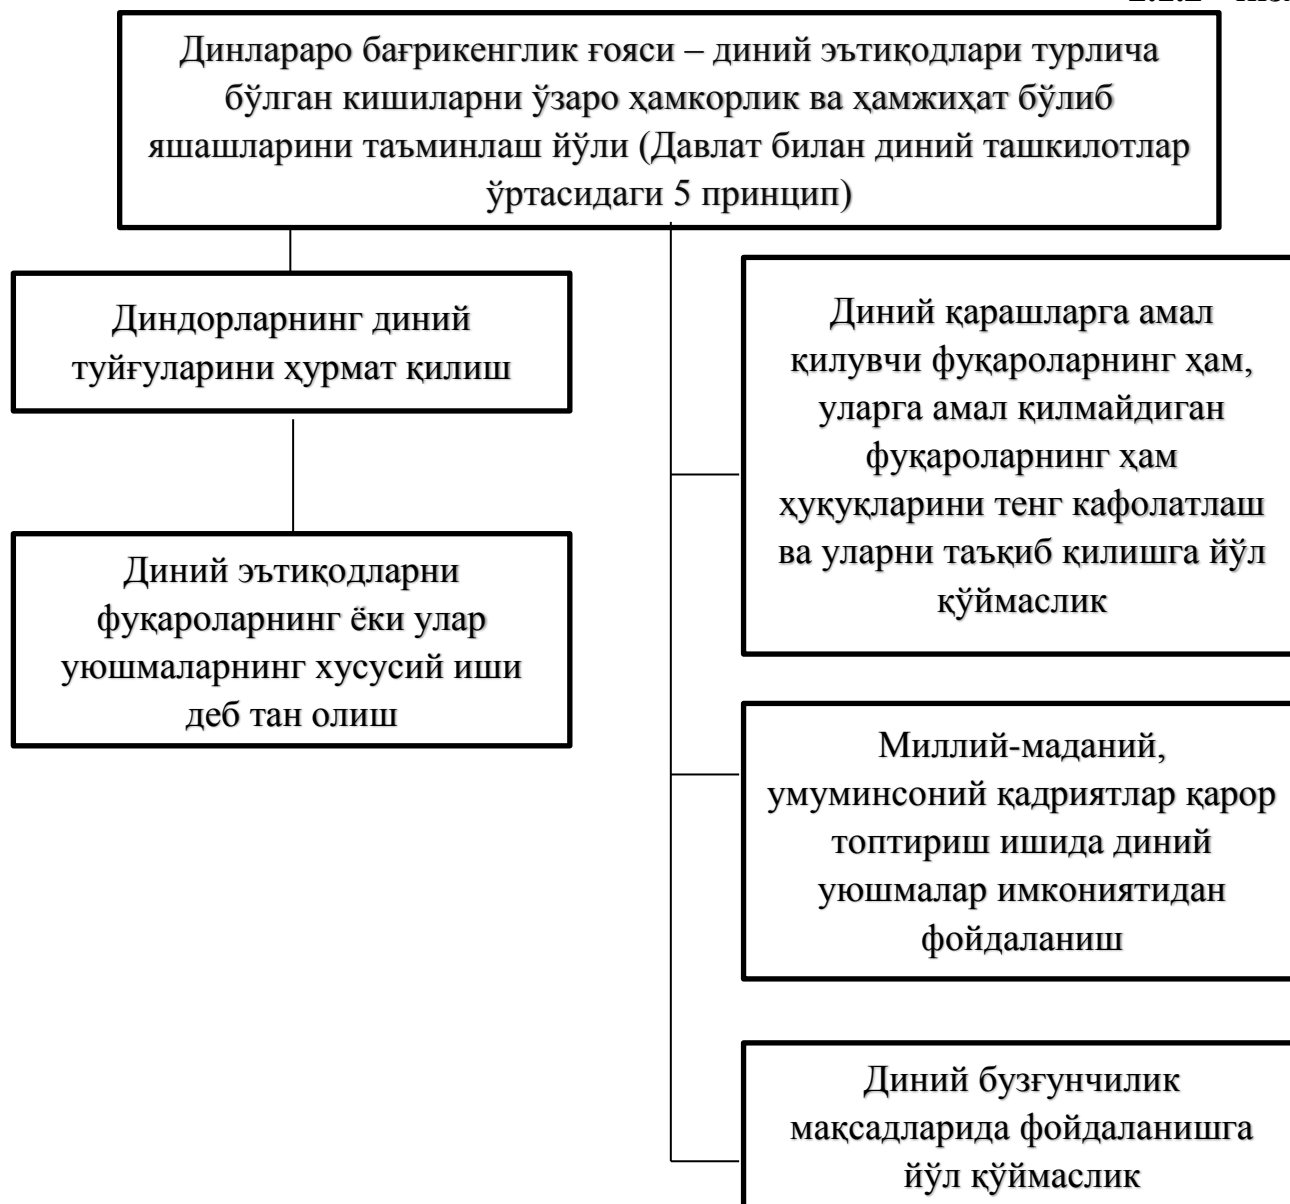 Динлараро бағрикенглик ғояси – диний эътиқодлари турлича
бўлган кишиларни ўзаро ҳамкорлик ва ҳамжиҳат бўлиб
яшашларини таъминлаш йўли (Давлат билан диний ташкилотлар
ўртасидаги 5 принцип)
Диндорларнинг диний
туйғуларини ҳурмат қилиш
Диний эътиқодларни
фуқароларнинг ёки улар
уюшмаларнинг хусусий иши
деб тан олиш
Диний қарашларга амал
қилувчи фуқароларнинг ҳам,
уларга амал қилмайдиган
фуқароларнинг ҳам
ҳуқуқларини тенг кафолатлаш
ва уларни таъқиб қилишга йўл
қўймаслик
Миллий-маданий,
умуминсоний қадриятлар қарор
топтириш ишида диний
уюшмалар имкониятидан
фойдаланиш
Диний бузғунчилик
мақсадларида фойдаланишга
йўл қўймаслик